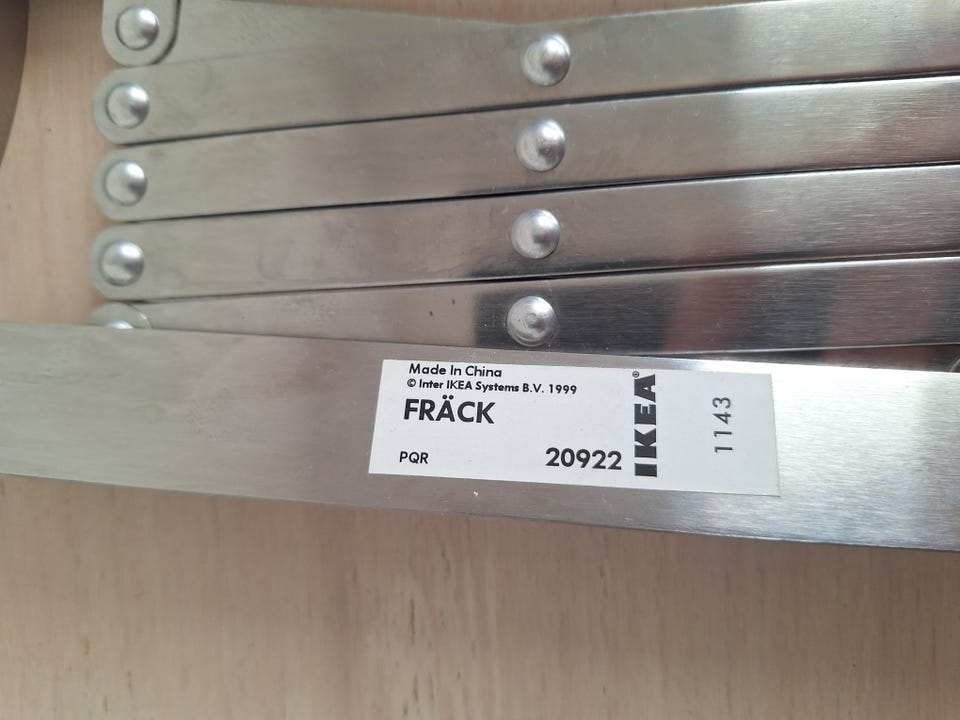 Made In China
© Inter IKEA Systems B.V. 1999
FRÄCK
PQR
20922
IKEA®
1143